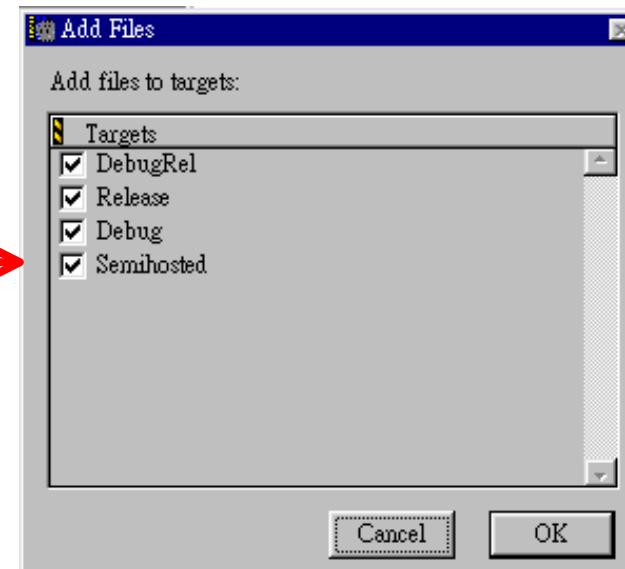 Add Files
Add files to targets:
Targets
DebugRel
Release
Debug
Semihosted
Cancel OK